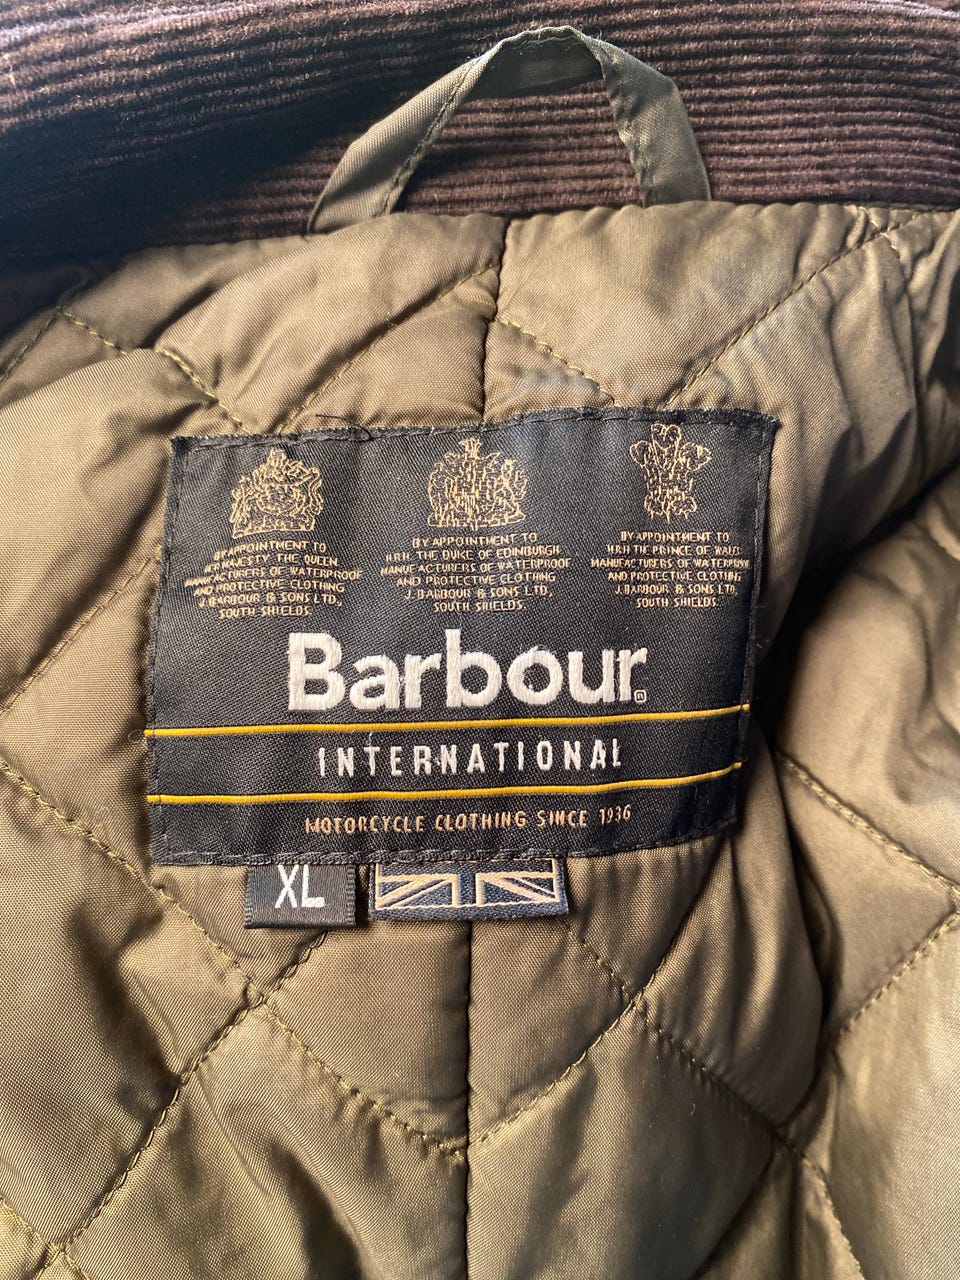 BY APPOINTMENT TO
HER MAJESTY THE QUEEN
MANUFACTURERS OF WATERPROOF
AND PROTECTIVE CLOTHING
J. BARBOUR & SONS LTD.,
SOUTH SHIELDS.
BY APPOINTMENT TO
H.R.H. THE DUKE OF EDINBURGH
MANUFACTURERS OF WATERPROOF
AND PROTECTIVE CLOTHING
J. BARBOUR & SONS LTD,
SOUTH SHIELDS.
BY APPOINTMENT TO
H.R.H THE PRINCE OF WALES
MANUFACTURERS OF WATERPROOF
AND PROTECTIVE CLOTHING
J. BARBOUR & SONS LTD,
SOUTH SHIELDS.
Barbour®
INTERNATIONAL
MOTORCYCLE CLOTHING SINCE 1936
XL